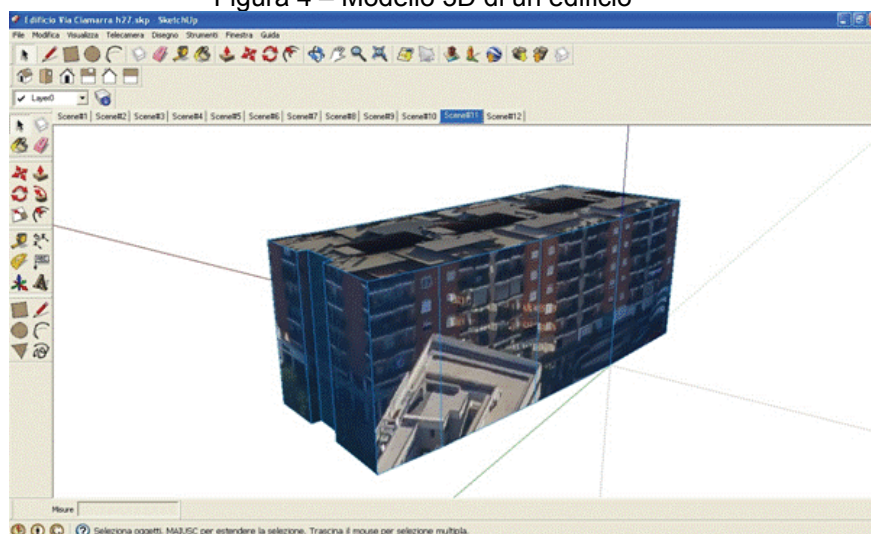 Figura 4 – Modello 3D di un edificio
Edificio Via Ciamarra h27.skp - SketchUp
File Modifica Visualizza Telecamera Disegno Strumenti Finestra Guida
Layer0
Scene#1 Scene#2 Scene#3 Scene#4 Scene#5 Scene#6 Scene#7 Scene#8 Scene#9 Scene#10 Scene#11 Scene#12
Misure
Seleziona oggetti. MAIUSC per estendere la selezione. Trascina il mouse per selezione multipla.